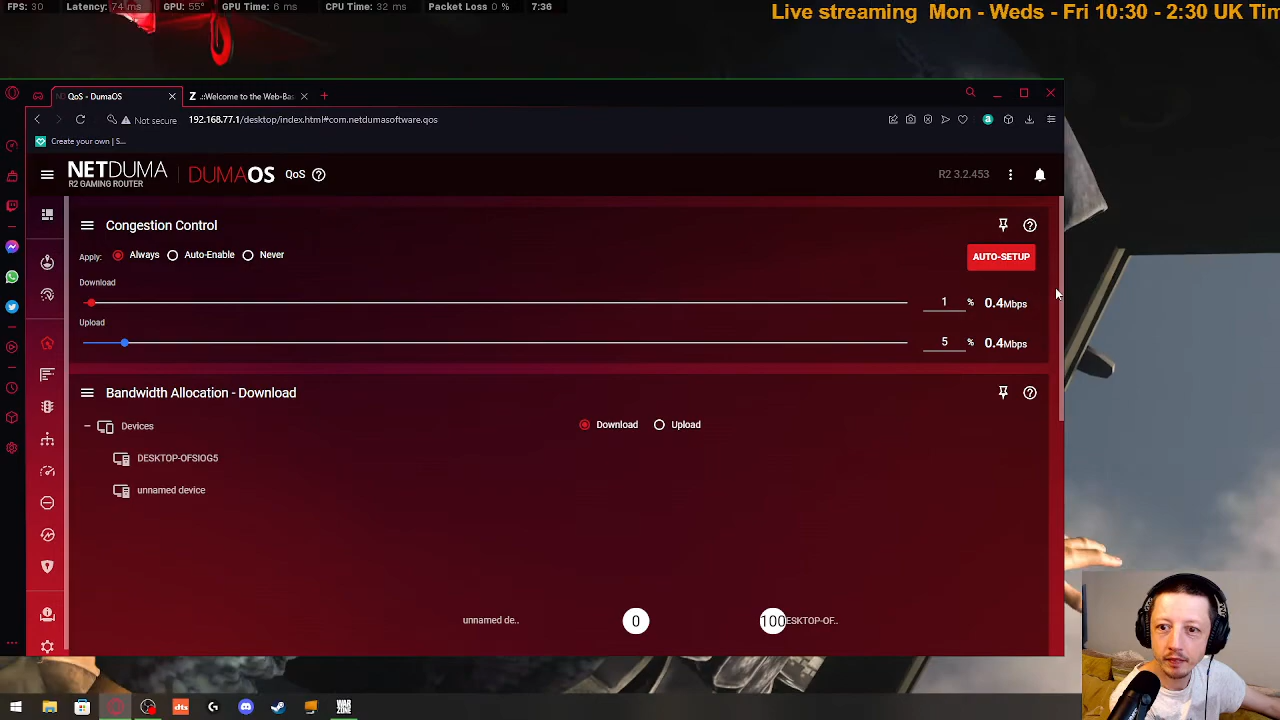 FPS: 30 Latency: 74 ms GPU: 55° GPU Time: 6 ms CPU Time: 32 ms Packet Loss 0 % 7:36
Live streaming Mon - Weds - Fri 10:30 - 2:30 UK Tim
QoS - DumaOS
Z .::Welcome to the Web-Bas
Not secure 192.168.77.1/desktop/index.html#com.netdumasoftware.qos
Create your own | S...
NETDUMA
R2 GAMING ROUTER
DUMAOS QoS
R2 3.2.453
Congestion Control
Apply: Always Auto-Enable Never
AUTO-SETUP
Download
1 % 0.4Mbps
Upload
5 % 0.4Mbps
Bandwidth Allocation - Download
Devices
Download Upload
DESKTOP-OFSIOG5
unnamed device
unnamed de.. 0 100 ESKTOP-OF..
dts
WAR
ZONE